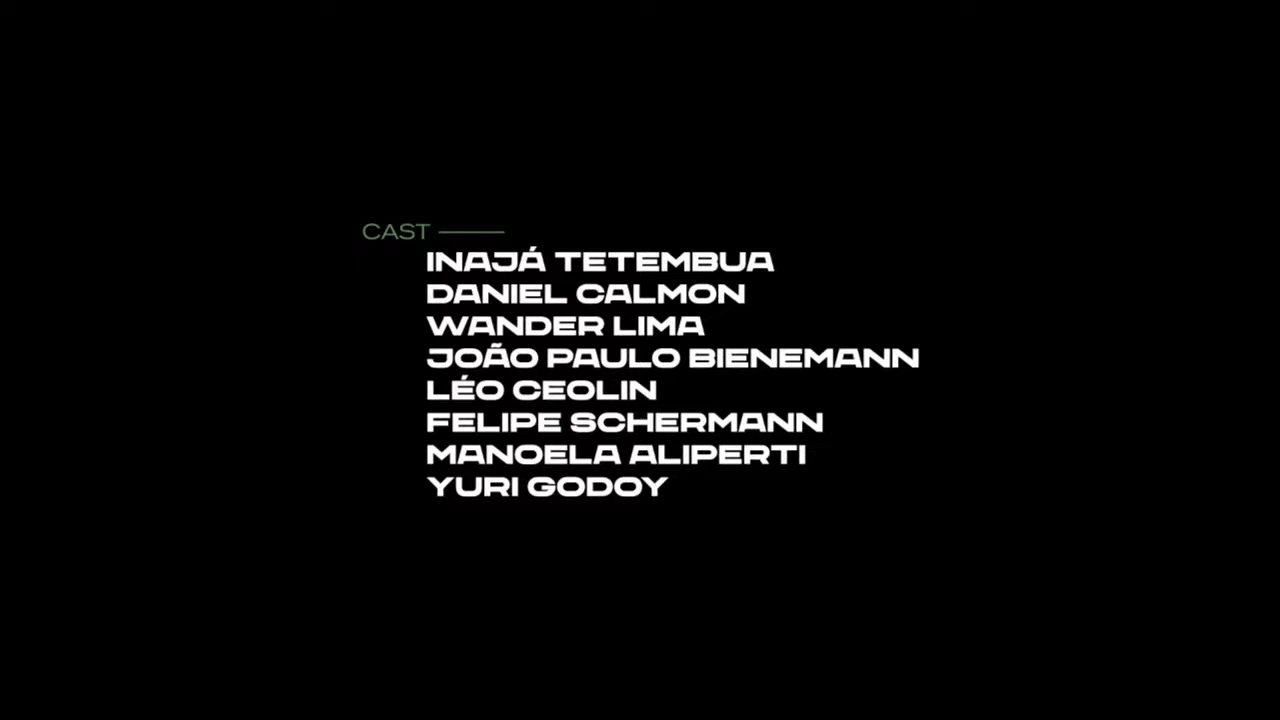 CAST
INAJÁ TETEMBUA
DANIEL CALMON
WANDER LIMA
JOÃO PAULO BIENEMANN
LÉO CEOLIN
FELIPE SCHERMANN
MANOELA ALIPERTI
YURI GODOY